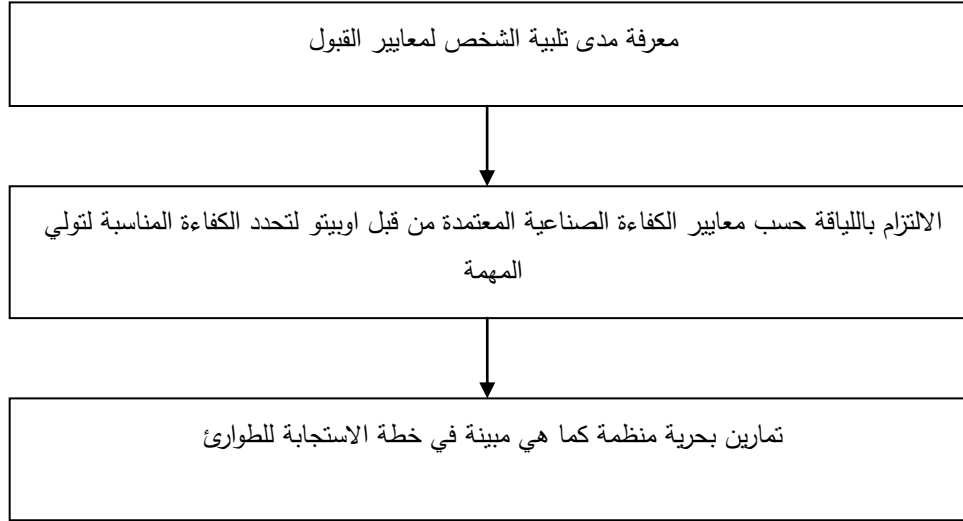 معرفة مدى تلبية الشخص لمعايير القبول
الالتزام باللياقة حسب معايير الكفاءة الصناعية المعتمدة من قبل اوبيتو لتحدد الكفاءة المناسبة لتولي
المهمة
تمارين بحرية منظمة كما هي مبينة في خطة الاستجابة للطوارئ